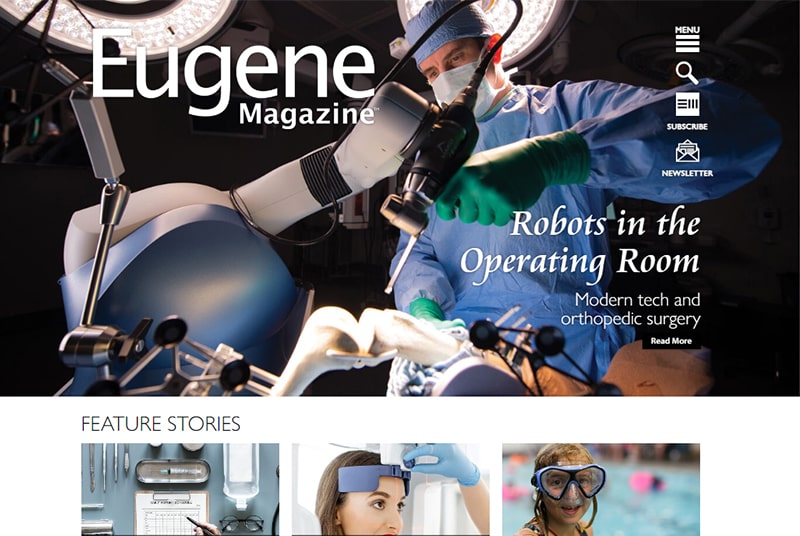 Eugene
Magazine
MENU
SUBSCRIBE
NEWSLETTER
Robots in the
Operating Room
Modern tech and
orthopedic surgery
Read More
FEATURE STORIES